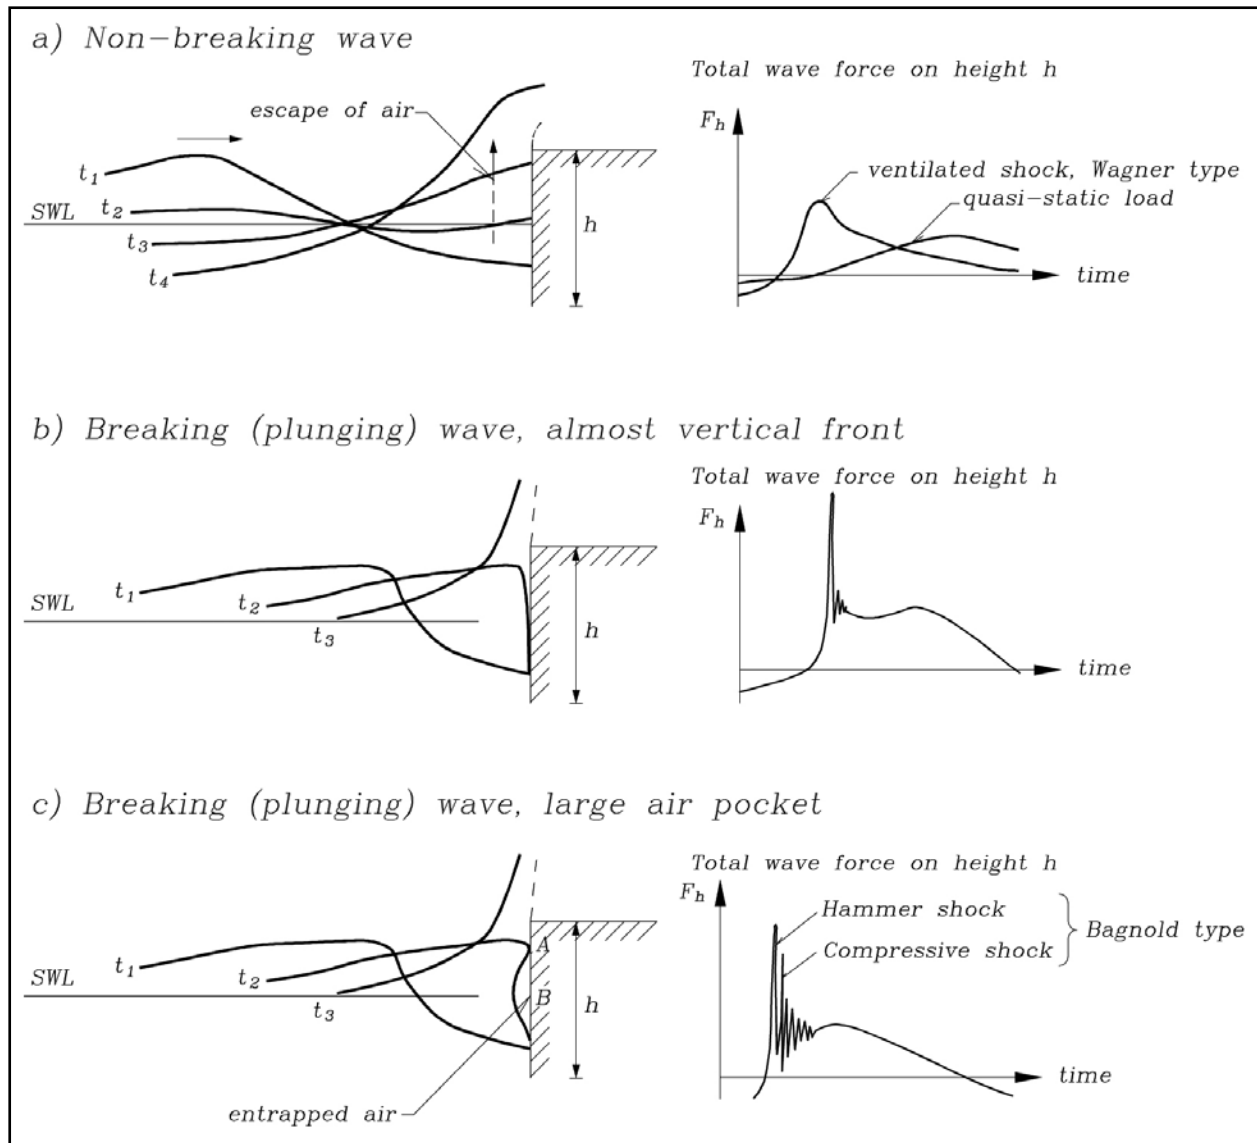 a) Non-breaking wave
Total wave force on height h
escape of air
F_h
t_1
ventilated shock, Wagner type
quasi-static load
t_2
SWL
h
t_3
t_4
time
b) Breaking (plunging) wave, almost vertical front
Total wave force on height h
F_h
t_1
SWL
t_2
t_3
h
time
c) Breaking (plunging) wave, large air pocket
Total wave force on height h
F_h
Hammer shock
Bagnold type
Compressive shock
A
t_1
SWL
t_2
B
t_3
h
time
entrapped air